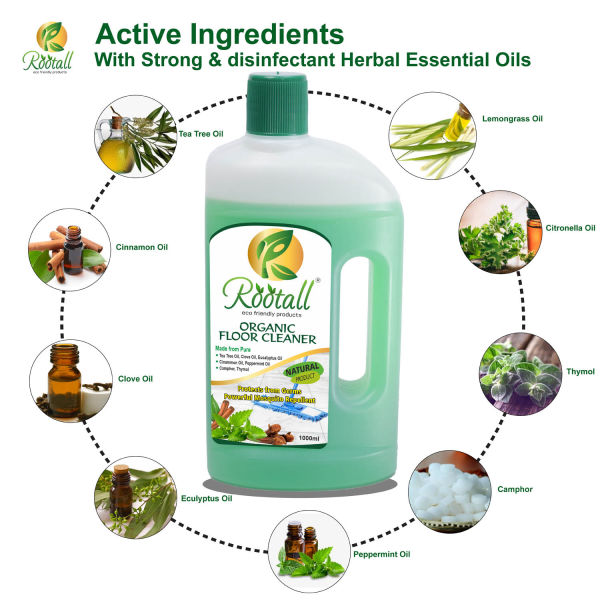 Rootall
eco friendly products
Active Ingredients
With Strong & disinfectant Herbal Essential Oils
Tea Tree Oil
Lemongrass Oil
Cinnamon Oil
Citronella Oil
Clove Oil
Thymol
Eculyptus Oil
Camphor
Peppermint Oil
Rootall®
eco friendly products
ORGANIC
FLOOR CLEANER
Made from Pure
Tea Tree Oil, Clove Oil, Eucalyptus Oil
Cinammon Oil, Peppermint Oil
Camphor, Thymol
NATURAL
PRODUCT
Protects from Germs
Powerful Mosquito Repellent
1000ml